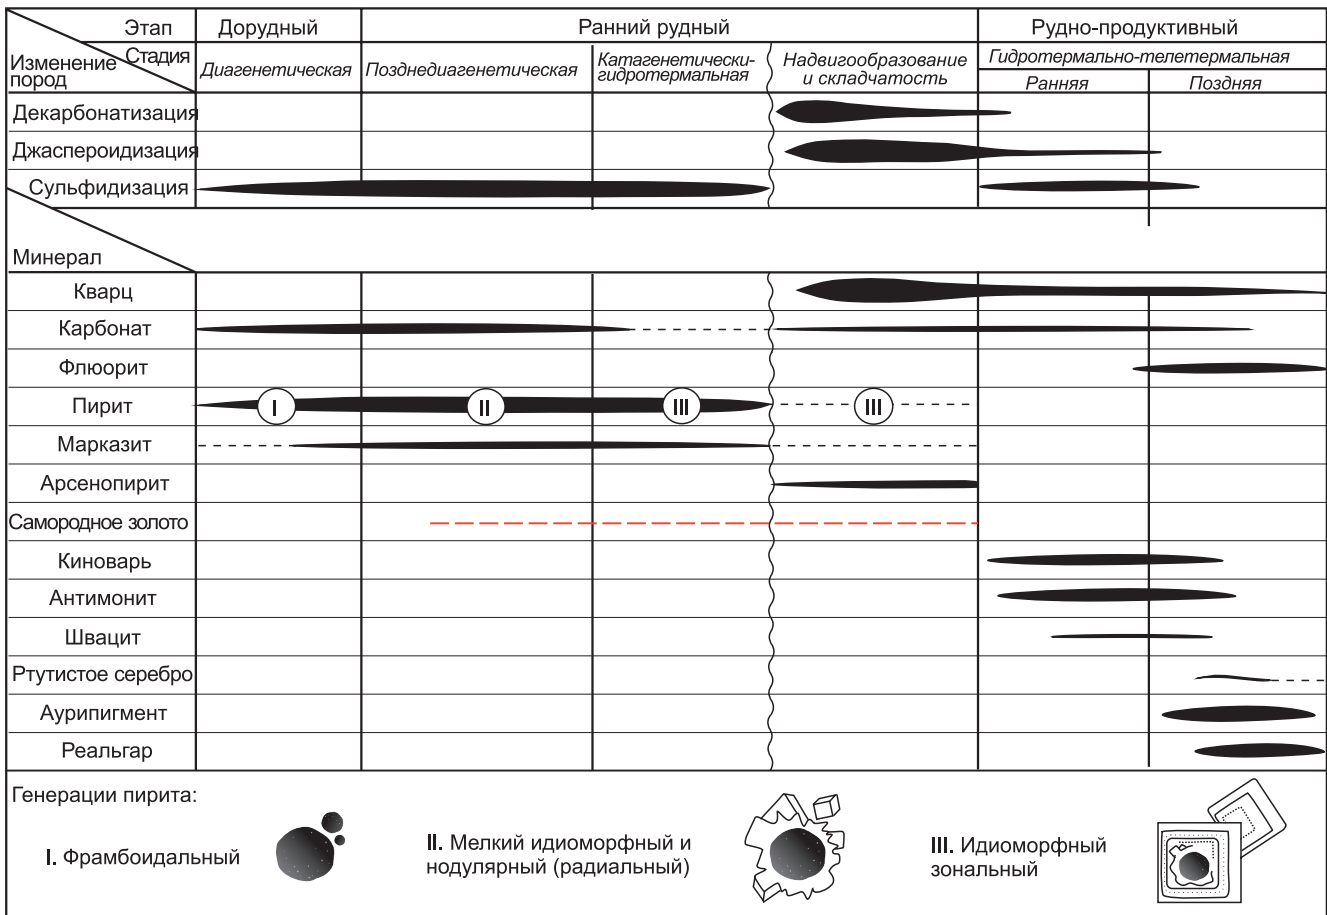 Этап
Дорудный
Ранний рудный
Рудно-продуктивный
Изменение
пород
Стадия
Диагенетическая
Позднедиагенетическая
Катагенетически-
гидротермальная
Надвигообразование
и складчатость
Гидротермально-телетермальная
Ранняя
Поздняя
Декарбонатизация
Джаспероидизация
Сульфидизация
Минерал
Кварц
Карбонат
Флюорит
Пирит
I
II
III
III
Марказит
Арсенопирит
Самородное золото
Киноварь
Антимонит
Швацит
Ртутистое серебро
Аурипигмент
Реальгар
Генерации пирита:
I. Фрамбоидальный
II. Мелкий идиоморфный и
нодулярный (радиальный)
III. Идиоморфный
зональный